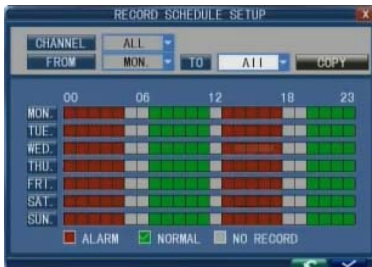 RECORD SCHEDULE SETUP X
CHANNEL ALL
FROM MON. TO All COPY
00 06 12 18 23
MON.
TUE.
WED.
THU.
FRI.
SAT.
SUN.
ALARM NORMAL NO RECORD